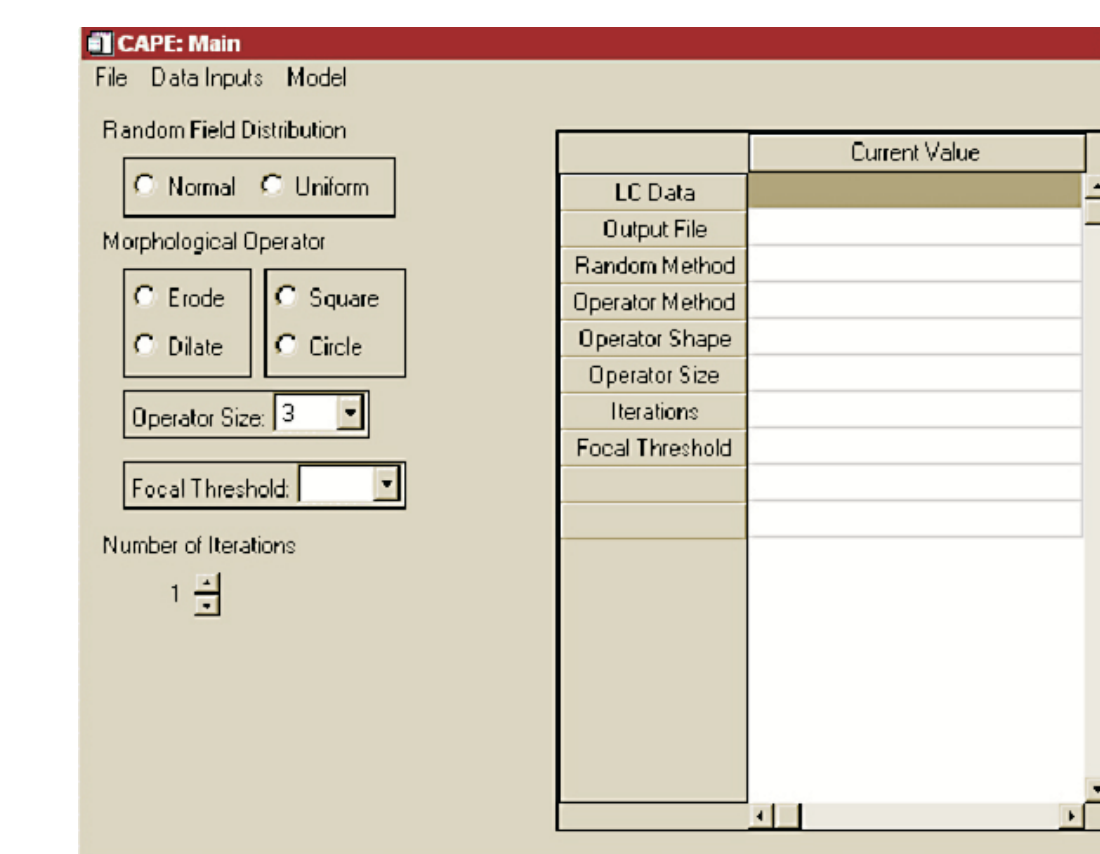 CAPE: Main
File Data Inputs Model
Random Field Distribution
Normal Uniform
Morphological Operator
Erode Square
Dilate Circle
Operator Size: 3
Focal Threshold:
Number of Iterations
1
Current Value
LC Data
Output File
Random Method
Operator Method
Operator Shape
Operator Size
Iterations
Focal Threshold